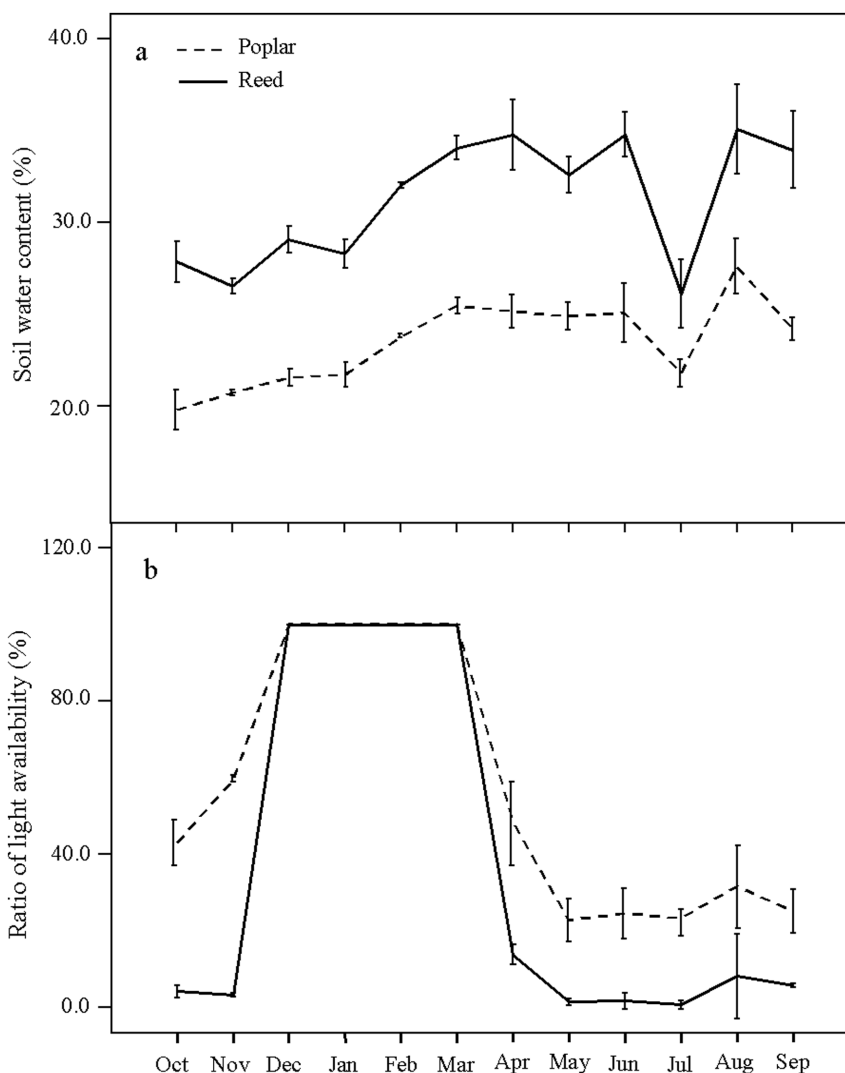 40.0
a
Poplar
Reed
30.0
20.0
Soil water content (%)
120.0
b
80.0
40.0
0.0
Ratio of light availability (%)
Oct Nov Dec Jan Feb Mar Apr May Jun Jul Aug Sep